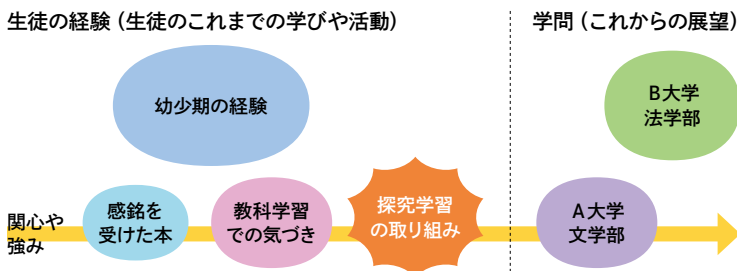 生徒の経験（生徒のこれまでの学びや活動）
学問（これからの展望）
幼少期の経験
B大学
法学部
関心や
強み
感銘を
受けた本
教科学習
での気づき
探究学習
の取り組み
A大学
文学部